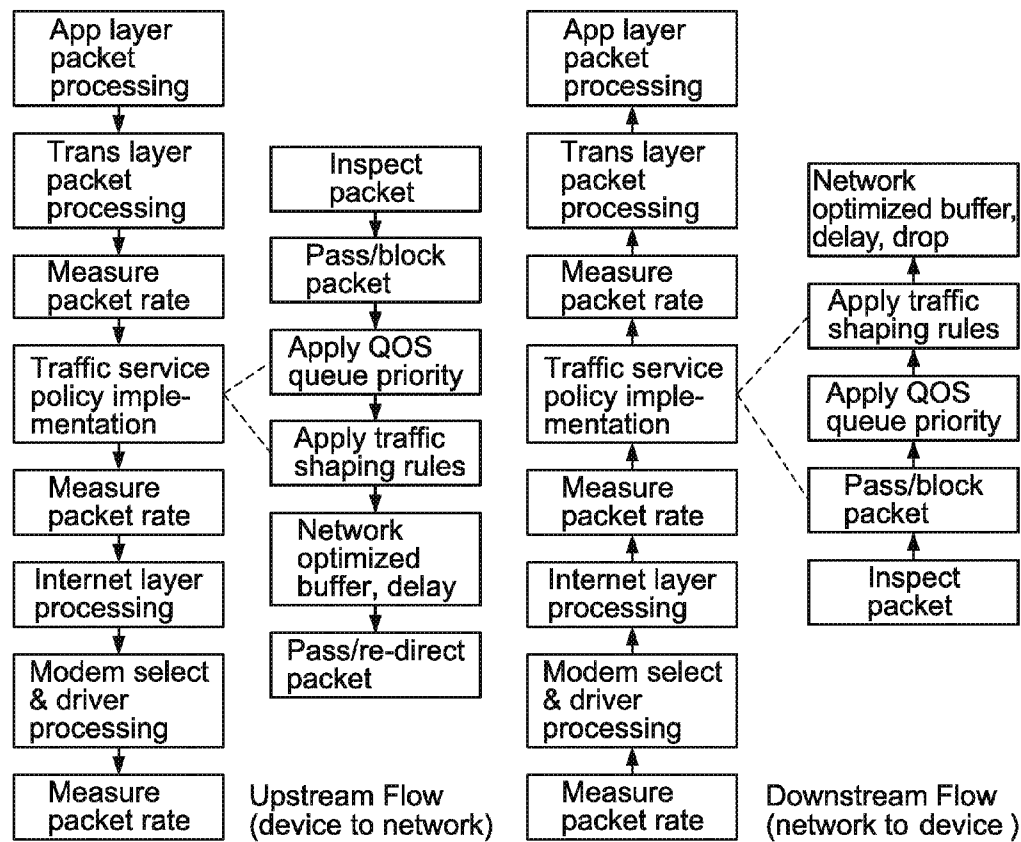 App layer
packet
processing
Trans layer
packet
processing
Measure
packet rate
Traffic service
policy imple-
mentation
Measure
packet rate
Internet layer
processing
Modem select
& driver
processing
Measure
packet rate
Inspect
packet
Pass/block
packet
Apply QOS
queue priority
Apply traffic
shaping rules
Network
optimized
buffer, delay
Pass/re-direct
packet
Upstream Flow
(device to network)
App layer
packet
processing
Trans layer
packet
processing
Measure
packet rate
Traffic service
policy imple-
mentation
Measure
packet rate
Internet layer
processing
Modem select
& driver
processing
Measure
packet rate
Network
optimized buffer,
delay, drop
Apply traffic
shaping rules
Apply QOS
queue priority
Pass/block
packet
Inspect
packet
Downstream Flow
(network to device )